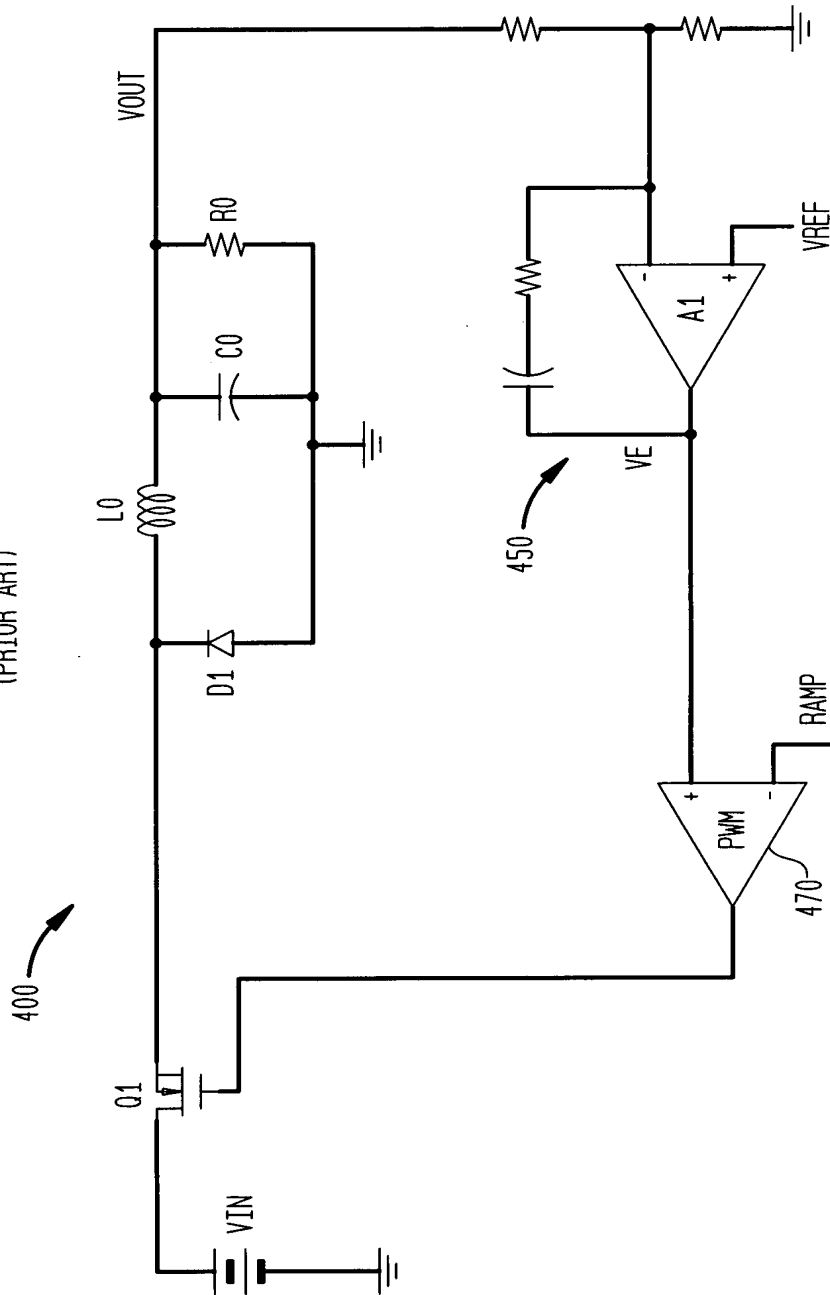 (PRIOR ART)
400
Q1
L0
VOUT
D1
C0
R0
VIN
450
VE
-
A1
+
VREF
+
PWM
-
RAMP
470